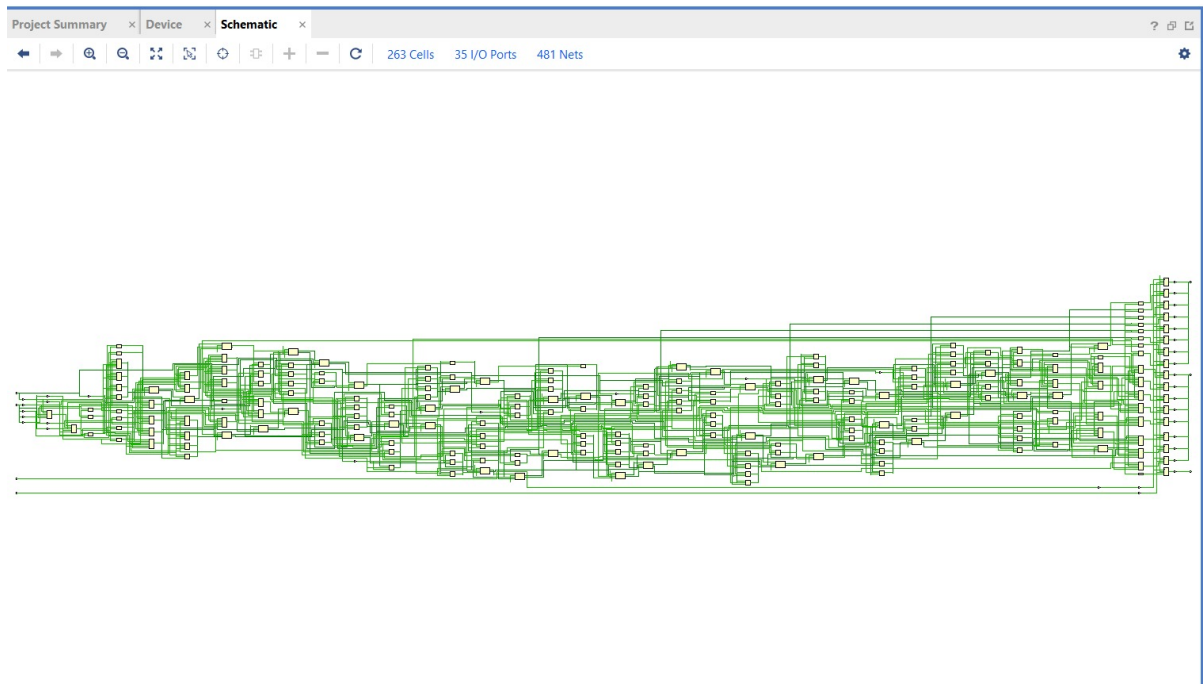 Project Summary × Device × Schematic ×
263 Cells 35 I/O Ports 481 Nets